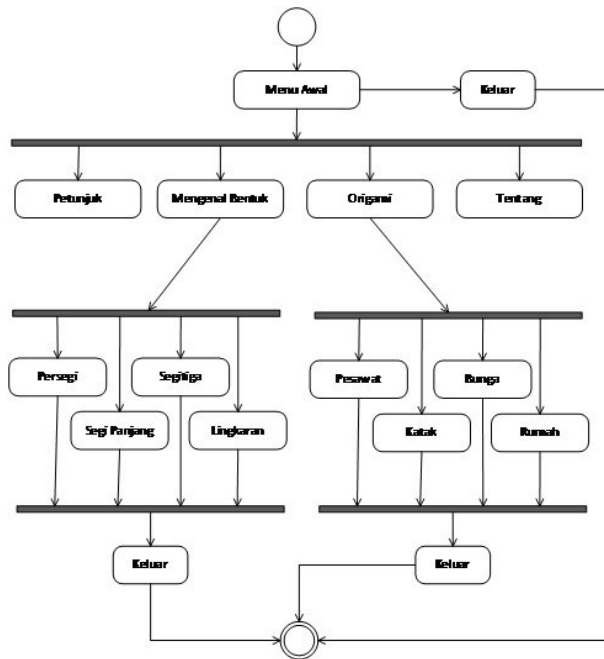 Menu Awal
Keluar
Petunjuk
Mengenal Bentuk
Origami
Tentang
Persegi
Segitiga
Pesawat
Bunga
Segi Panjang
Lingkaran
Katak
Rumah
Keluar
Keluar